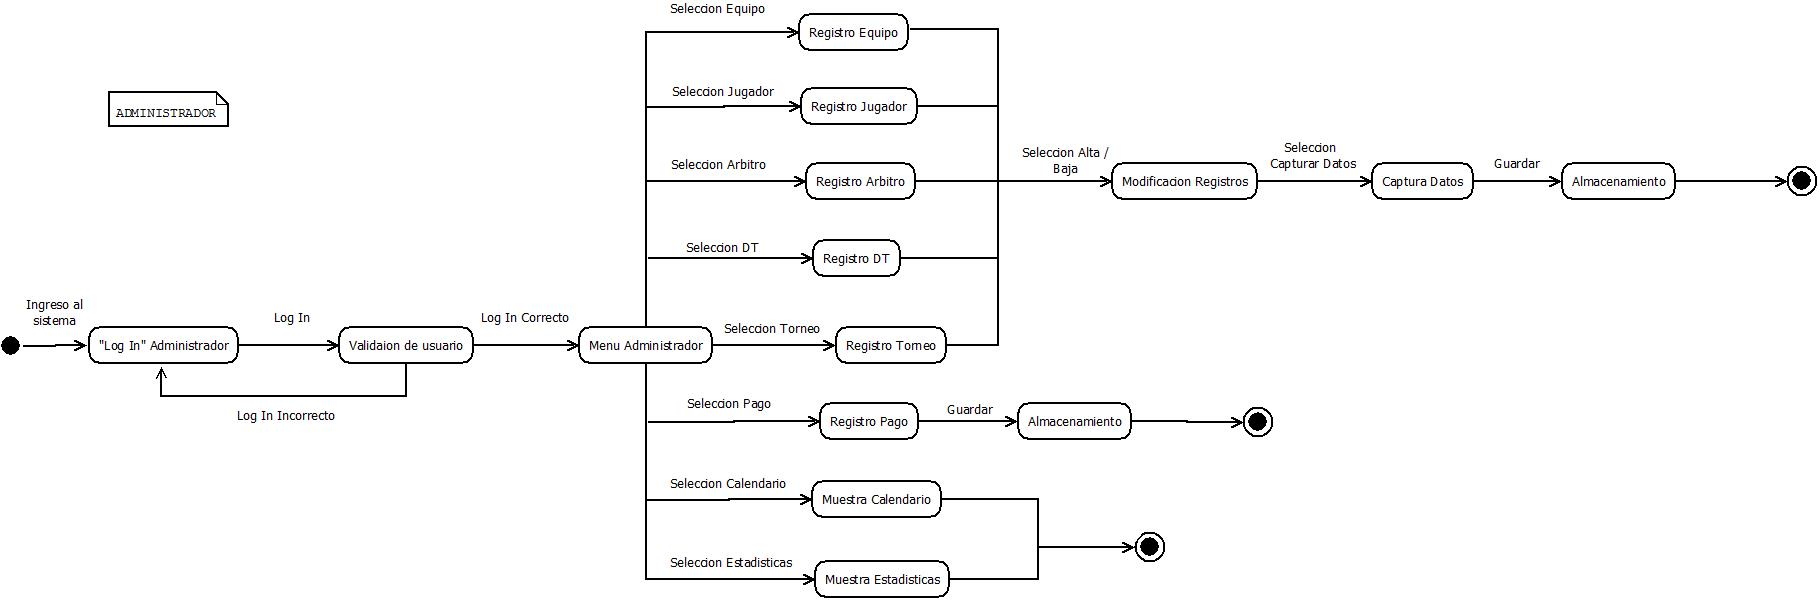 Seleccion Equipo
Registro Equipo
ADMINISTRADOR
Seleccion Jugador
Registro Jugador
Seleccion Arbitro
Registro Arbitro
Seleccion Alta /
Baja
Modificacion Registros
Seleccion
Capturar Datos
Captura Datos
Guardar
Almacenamiento
Seleccion DT
Registro DT
Ingreso al
sistema
"Log In" Administrador
Log In
Validaion de usuario
Log In Correcto
Menu Administrador
Seleccion Torneo
Registro Torneo
Log In Incorrecto
Seleccion Pago
Registro Pago
Guardar
Almacenamiento
Seleccion Calendario
Muestra Calendario
Seleccion Estadisticas
Muestra Estadisticas